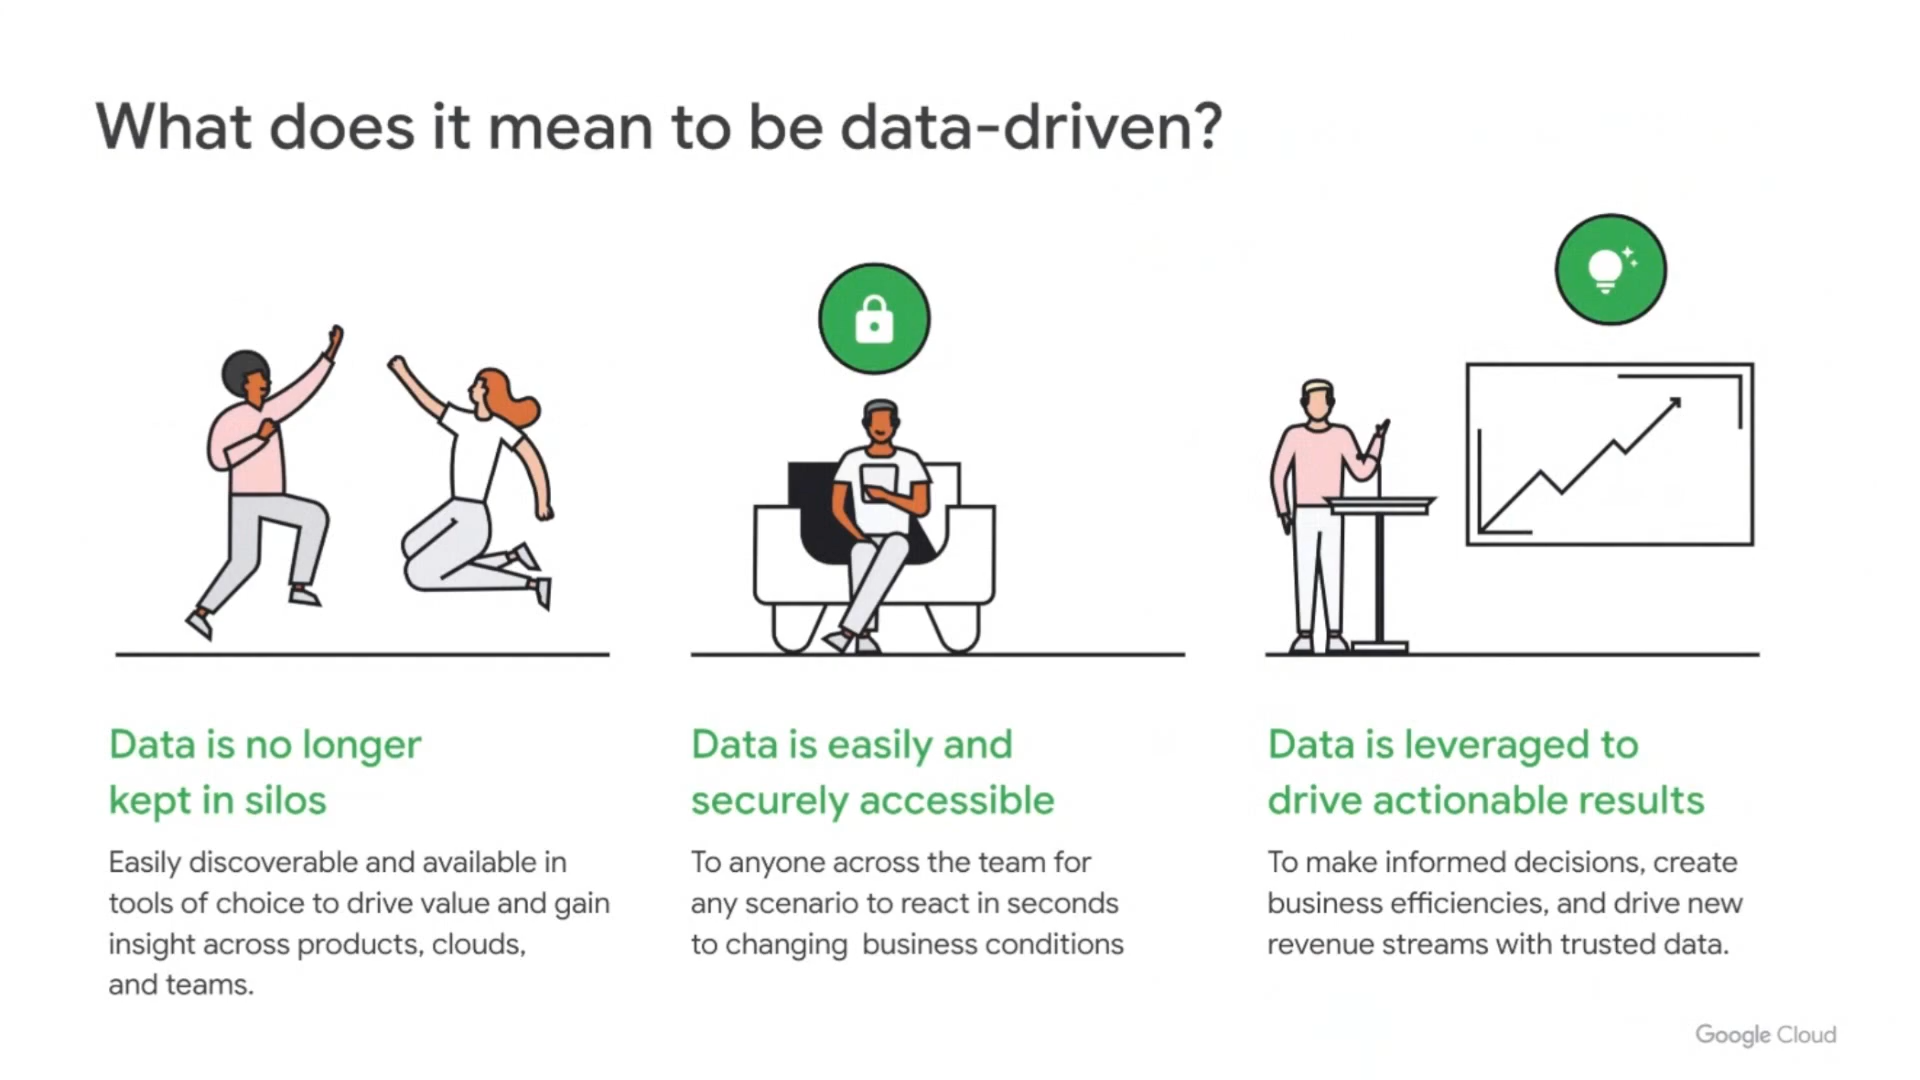 What does it mean to be data-driven?
Data is no longer
kept in silos
Easily discoverable and available in
tools of choice to drive value and gain
insight across products, clouds,
and teams.
Data is easily and
securely accessible
To anyone across the team for
any scenario to react in seconds
to changing  business conditions
Data is leveraged to
drive actionable results
To make informed decisions, create
business efficiencies, and drive new
revenue streams with trusted data.
Google Cloud